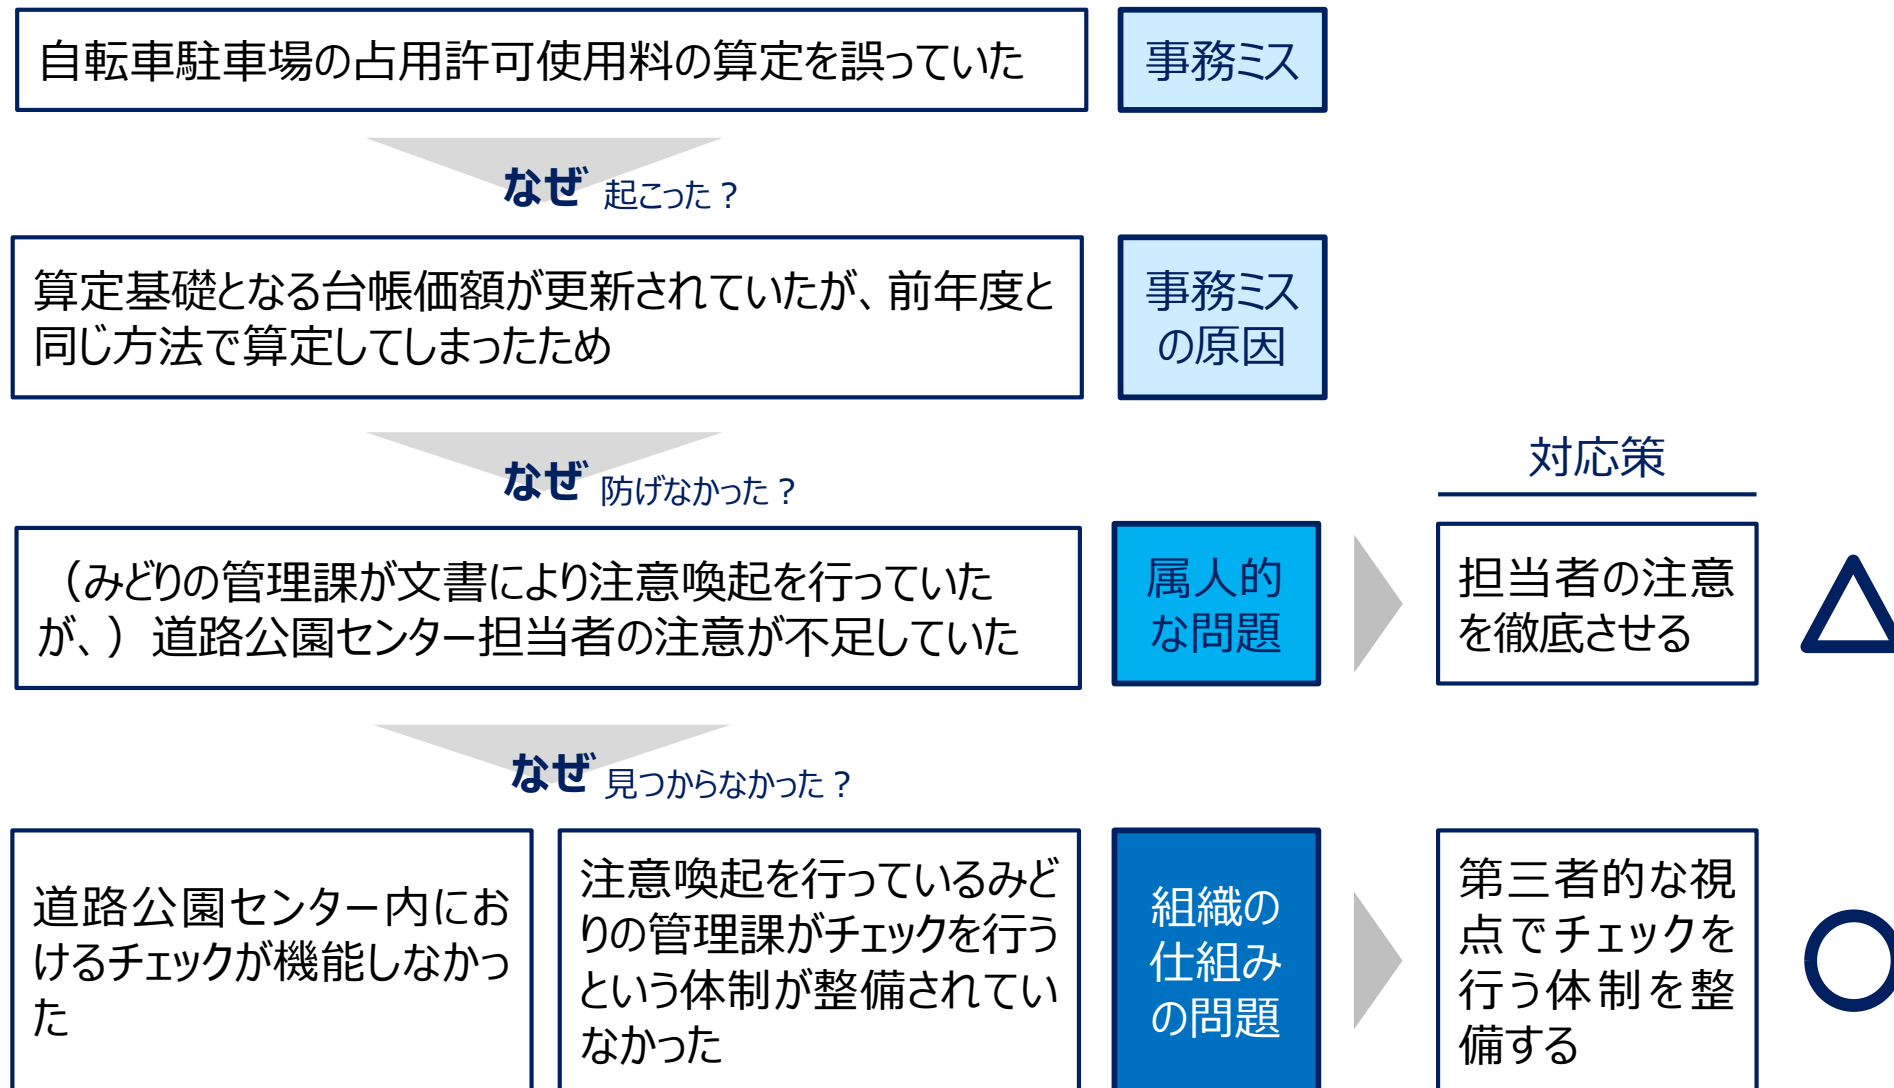 自転車駐車場の占用許可使用料の算定を誤っていた
事務ミス
なぜ 起こった？
算定基礎となる台帳価額が更新されていたが、前年度と
同じ方法で算定してしまったため
事務ミス
の原因
なぜ 防げなかった？
対応策
（みどりの管理課が文書により注意喚起を行っていた
が、）道路公園センター担当者の注意が不足していた
属人的
な問題
担当者の注意
を徹底させる
なぜ 見つからなかった？
道路公園センター内にお
けるチェックが機能しなかっ
た
注意喚起を行っているみど
りの管理課がチェックを行う
という体制が整備されてい
なかった
組織の
仕組み
の問題
第三者的な視
点でチェックを
行う体制を整
備する